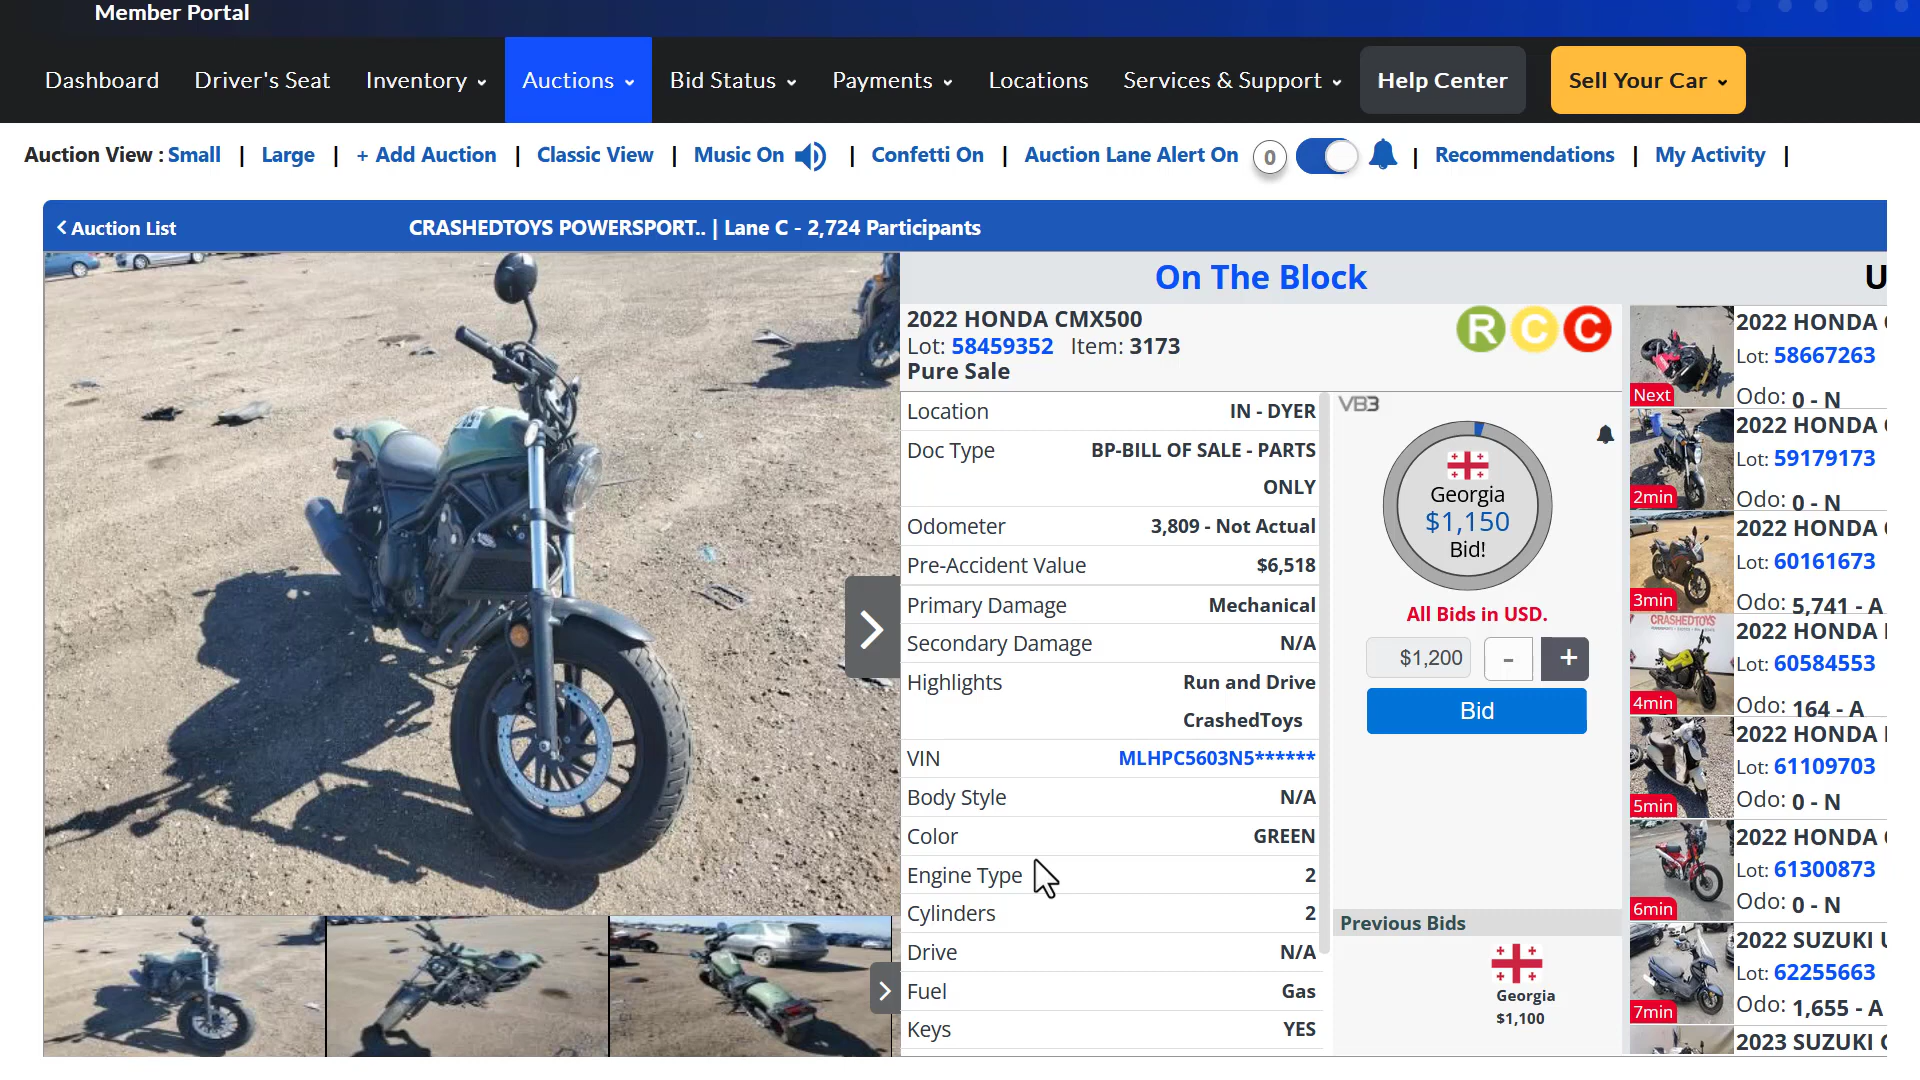 Member Portal
Dashboard Driver's Seat Inventory Auctions Bid Status Payments Locations Services & Support Help Center Sell Your Car
Auction View : Small | Large | + Add Auction | Classic View | Music On | Confetti On | Auction Lane Alert On 0 | Recommendations | My Activity |
< Auction List
CRASHEDTOYS POWERSPORT.. | Lane C - 2,724 Participants
On The Block
2022 HONDA CMX500
Lot: 58459352 Item: 3173
Pure Sale
R C C
Location IN - DYER
Doc Type BP-BILL OF SALE - PARTS
ONLY
Odometer 3,809 - Not Actual
Pre-Accident Value $6,518
Primary Damage Mechanical
Secondary Damage N/A
Highlights Run and Drive
CrashedToys
VIN MLHPC5603N5******
Body Style N/A
Color GREEN
Engine Type 2
Cylinders 2
Drive N/A
Fuel Gas
Keys YES
VB3
Georgia
$1,150
Bid!
All Bids in USD.
$1,200 - +
Bid
Previous Bids
Georgia
$1,100
U
2022 HONDA
Lot: 58667263
Odo: 0 - N
Next
2022 HONDA
Lot: 59179173
Odo: 0 - N
2min
2022 HONDA
Lot: 60161673
Odo: 5,741 - A
3min
CRASHEDTOYS
2022 HONDA
Lot: 60584553
Odo: 164 - A
4min
2022 HONDA
Lot: 61109703
Odo: 0 - N
5min
2022 HONDA
Lot: 61300873
Odo: 0 - N
6min
2022 SUZUKI
Lot: 62255663
Odo: 1,655 - A
7min
2023 SUZUKI